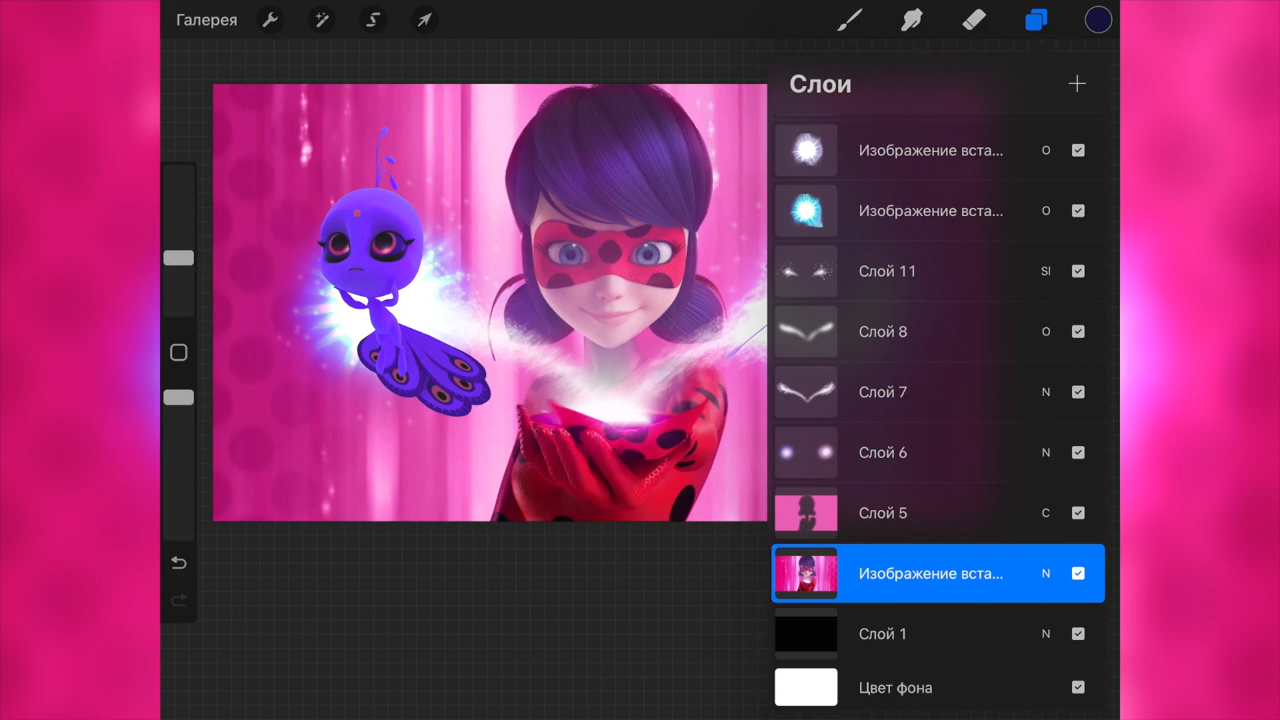 Галерея
Слои
Изображение вста... O
Изображение вста... O
Слой 11 Sl
Слой 8 O
Слой 7 N
Слой 6 N
Слой 5 C
Изображение вста... N
Слой 1 N
Цвет фона